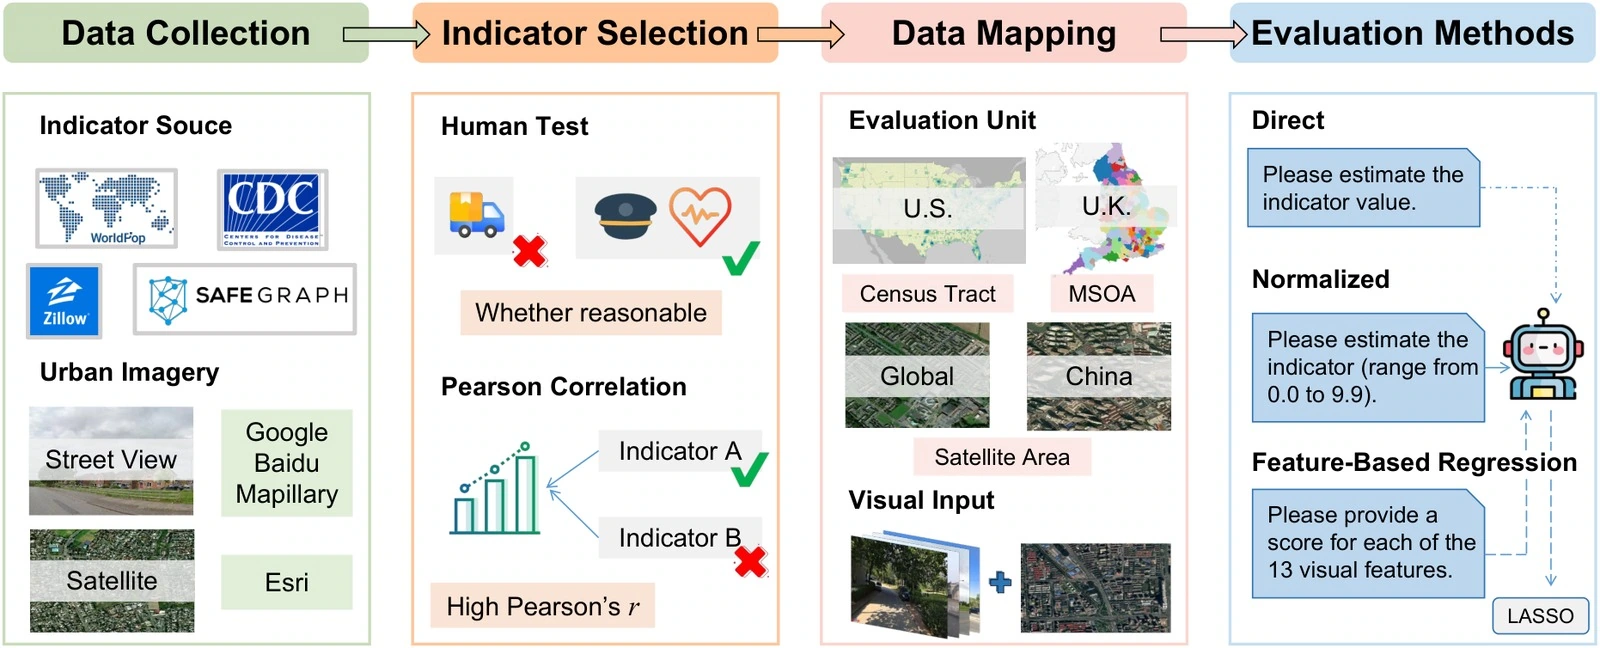 Data Collection
Indicator Selection
Data Mapping
Evaluation Methods
Indicator Souce
WorldPop
CDC
CENTERS FOR DISEASE
CONTROL AND PREVENTION
Zillow
SAFEGRAPH
Urban Imagery
Street View
Google
Baidu
Mapillary
Satellite
Esri
Human Test
Whether reasonable
Pearson Correlation
Indicator A
Indicator B
High Pearson's r
Evaluation Unit
U.S.
U.K.
Census Tract
MSOA
Global
China
Satellite Area
Visual Input
Direct
Please estimate the
indicator value.
Normalized
Please estimate the
indicator (range from
0.0 to 9.9).
Feature-Based Regression
Please provide a
score for each of the
13 visual features.
LASSO